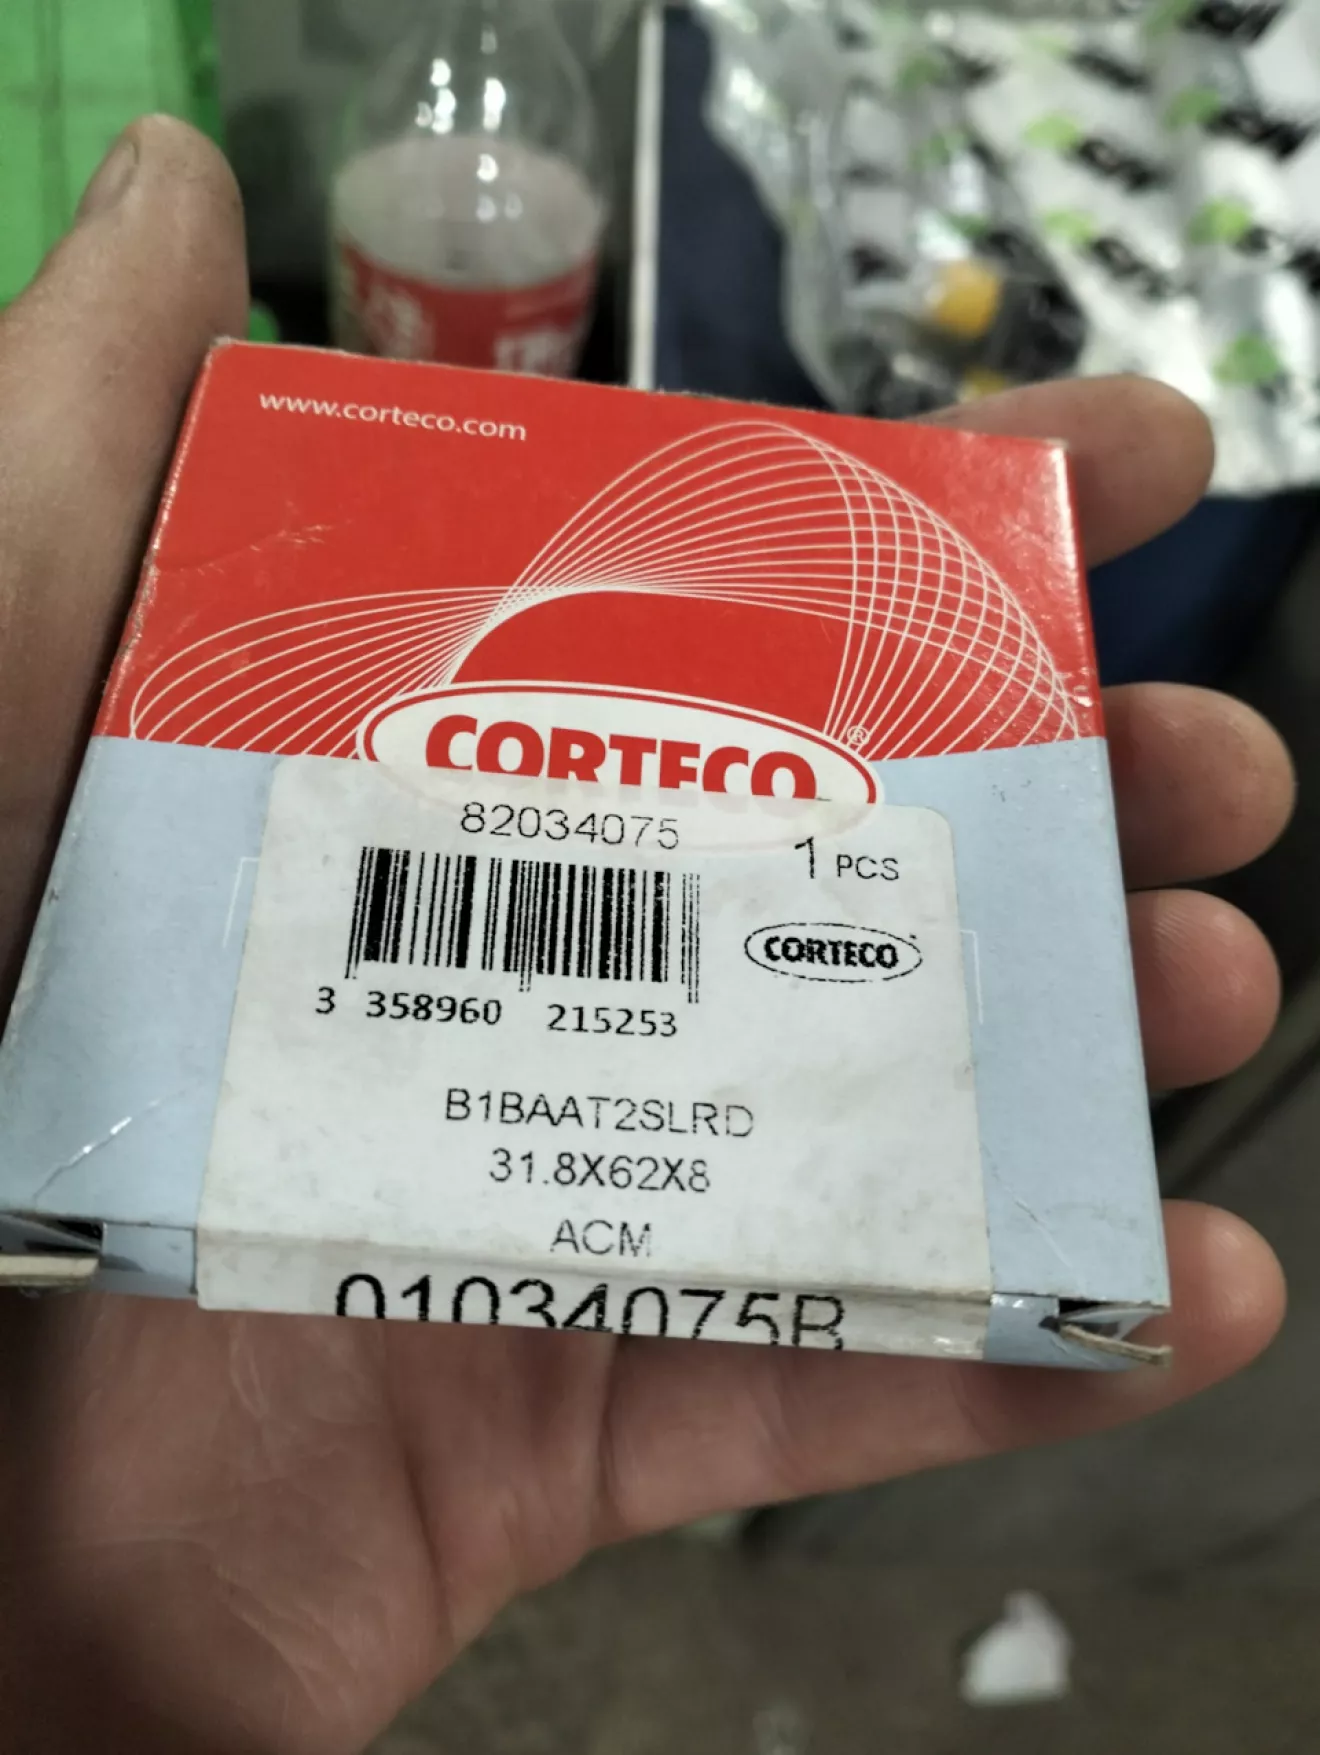 www.corteco.com
CORTECO
®
82034075
1 PCS
CORTECO
3 358960 215253
B1BAAT2SLRD
31.8X62X8
ACM
01034075B